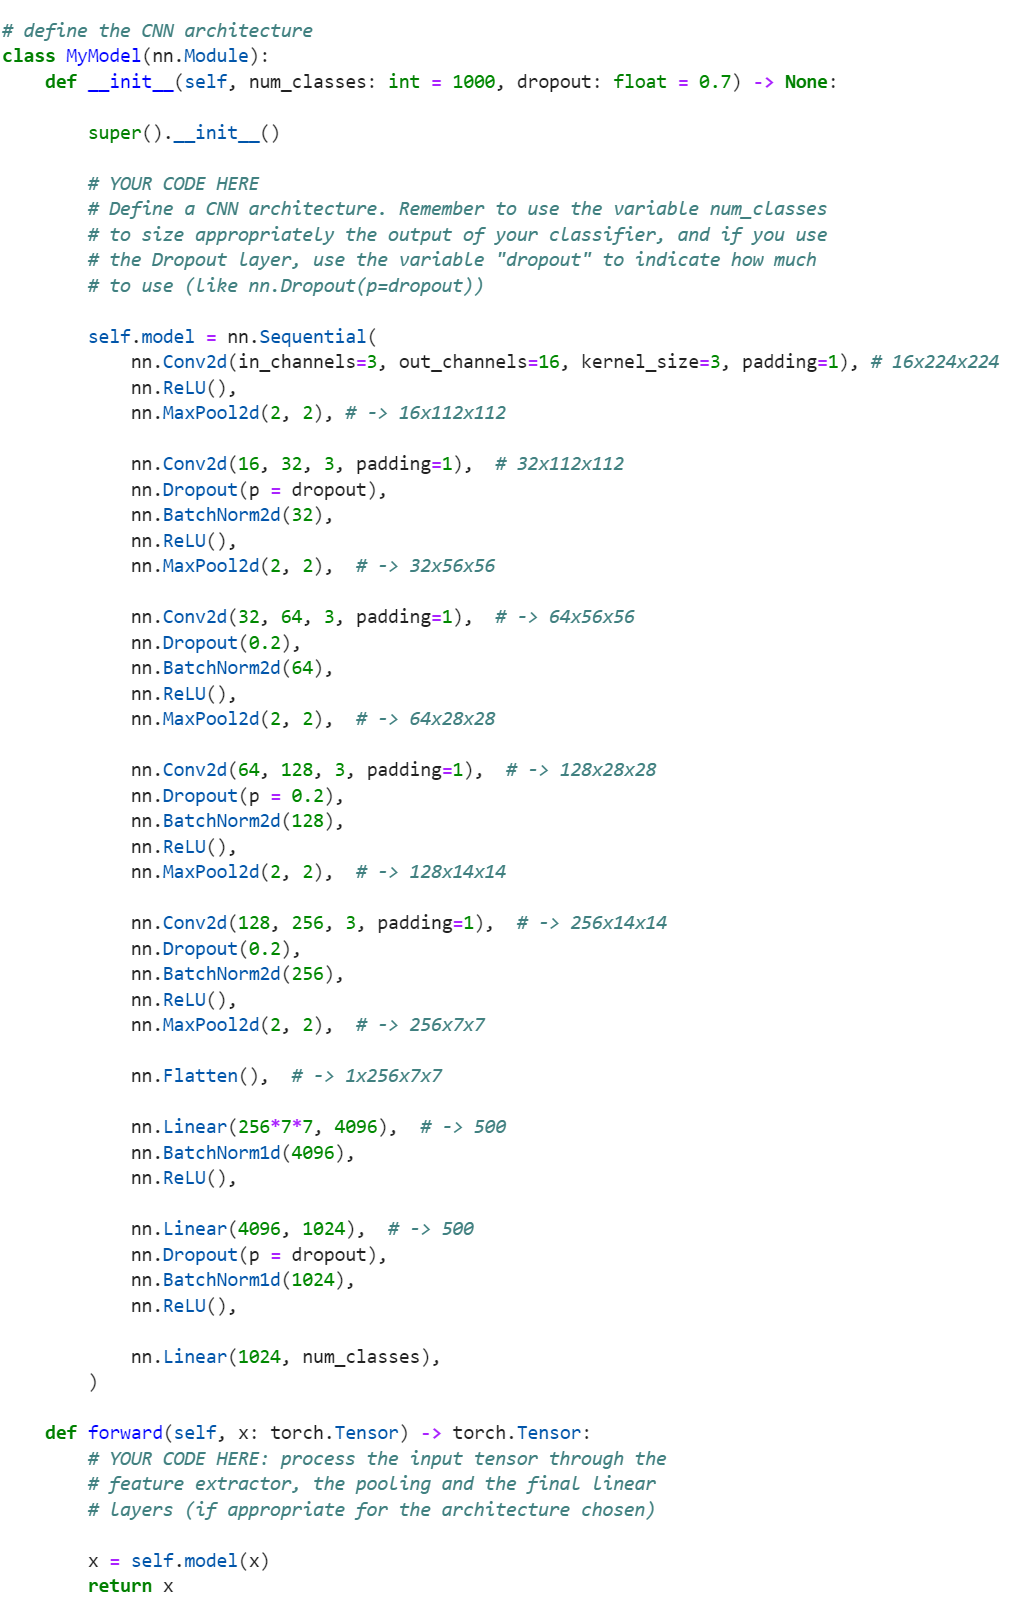 # define the CNN architecture
class MyModel(nn.Module):
    def __init__(self, num_classes: int = 1000, dropout: float = 0.7) -> None:

        super().__init__()

        # YOUR CODE HERE
        # Define a CNN architecture. Remember to use the variable num_classes
        # to size appropriately the output of your classifier, and if you use
        # the Dropout layer, use the variable "dropout" to indicate how much
        # to use (like nn.Dropout(p=dropout))

        self.model = nn.Sequential(
            nn.Conv2d(in_channels=3, out_channels=16, kernel_size=3, padding=1), # 16x224x224
            nn.ReLU(),
            nn.MaxPool2d(2, 2), # -> 16x112x112

            nn.Conv2d(16, 32, 3, padding=1),  # 32x112x112
            nn.Dropout(p = dropout),
            nn.BatchNorm2d(32),
            nn.ReLU(),
            nn.MaxPool2d(2, 2),  # -> 32x56x56

            nn.Conv2d(32, 64, 3, padding=1),  # -> 64x56x56
            nn.Dropout(0.2),
            nn.BatchNorm2d(64),
            nn.ReLU(),
            nn.MaxPool2d(2, 2),  # -> 64x28x28

            nn.Conv2d(64, 128, 3, padding=1),  # -> 128x28x28
            nn.Dropout(p = 0.2),
            nn.BatchNorm2d(128),
            nn.ReLU(),
            nn.MaxPool2d(2, 2),  # -> 128x14x14

            nn.Conv2d(128, 256, 3, padding=1),  # -> 256x14x14
            nn.Dropout(0.2),
            nn.BatchNorm2d(256),
            nn.ReLU(),
            nn.MaxPool2d(2, 2),  # -> 256x7x7

            nn.Flatten(),  # -> 1x256x7x7

            nn.Linear(256*7*7, 4096),  # -> 500
            nn.BatchNorm1d(4096),
            nn.ReLU(),

            nn.Linear(4096, 1024),  # -> 500
            nn.Dropout(p = dropout),
            nn.BatchNorm1d(1024),
            nn.ReLU(),

            nn.Linear(1024, num_classes),
        )

    def forward(self, x: torch.Tensor) -> torch.Tensor:
        # YOUR CODE HERE: process the input tensor through the
        # feature extractor, the pooling and the final linear
        # layers (if appropriate for the architecture chosen)

        x = self.model(x)
        return x